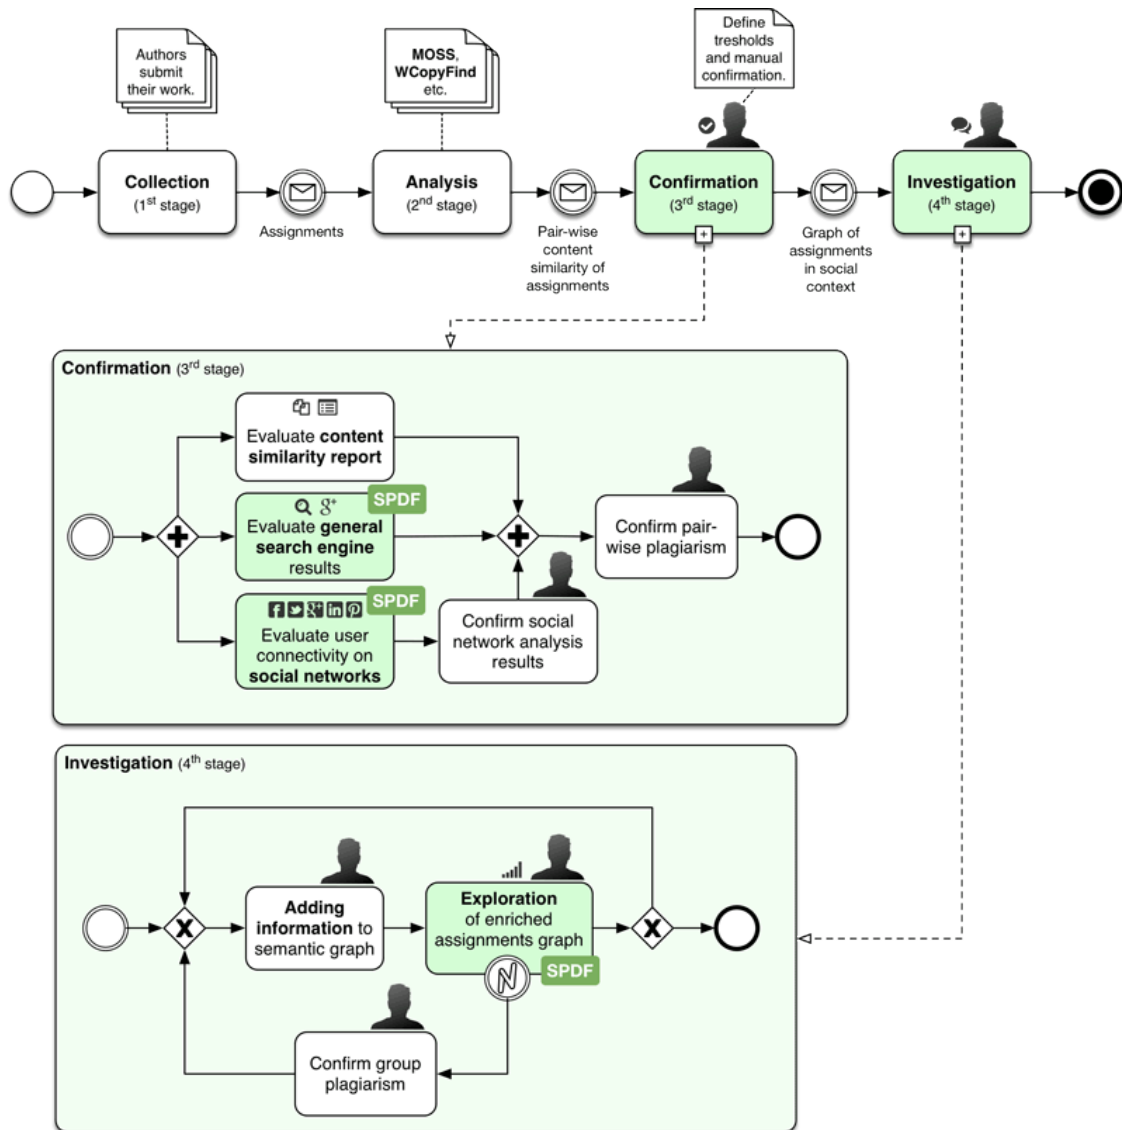 Authors
submit
their work.
MOSS,
WCopyFind
etc.
Define
tresholds
and manual
confirmation.
Collection
(1st stage)
Assignments
Analysis
(2nd stage)
Pair-wise
content
similarity of
assignments
Confirmation
(3rd stage)
Graph of
assignments
in social
context
Investigation
(4th stage)
Confirmation (3rd stage)
Evaluate content
similarity report
SPDF
Evaluate general
search engine
results
SPDF
Evaluate user
connectivity on
social networks
Confirm social
network analysis
results
Confirm pair-
wise plagiarism
Investigation (4th stage)
Adding
information to
semantic graph
Exploration
of enriched
assignments graph
SPDF
Confirm group
plagiarism